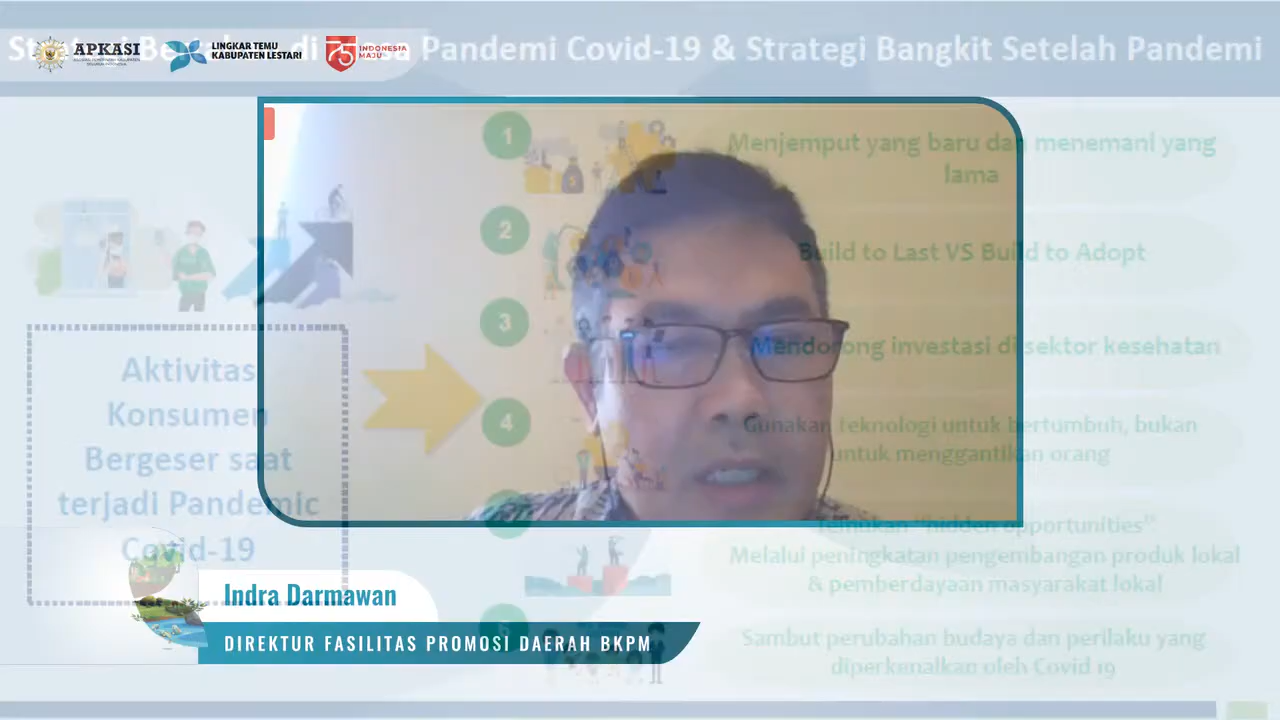 APKASI
LINGKAR TEMU
KABUPATEN LESTARI
75 INDONESIA
MAJU
Pandemi Covid-19 & Strategi Bangkit Setelah Pandemi
1
Menjemput yang baru dan menemani yang
lama
2
Build to Last VS Build to Adopt
3
Mendorong investasi di sektor kesehatan
4
Gunakan teknologi untuk bertumbuh, bukan
untuk menggantikan orang
Temukan "hidden opportunities"
Melalui peningkatan pengembangan produk lokal
& pemberdayaan masyarakat lokal
Sambut perubahan budaya dan perilaku yang
diperkenalkan oleh Covid 19
Aktivitas
Konsumen
Bergeser saat
terjadi Pandemic
Covid-19
Indra Darmawan
DIREKTUR FASILITAS PROMOSI DAERAH BKPM